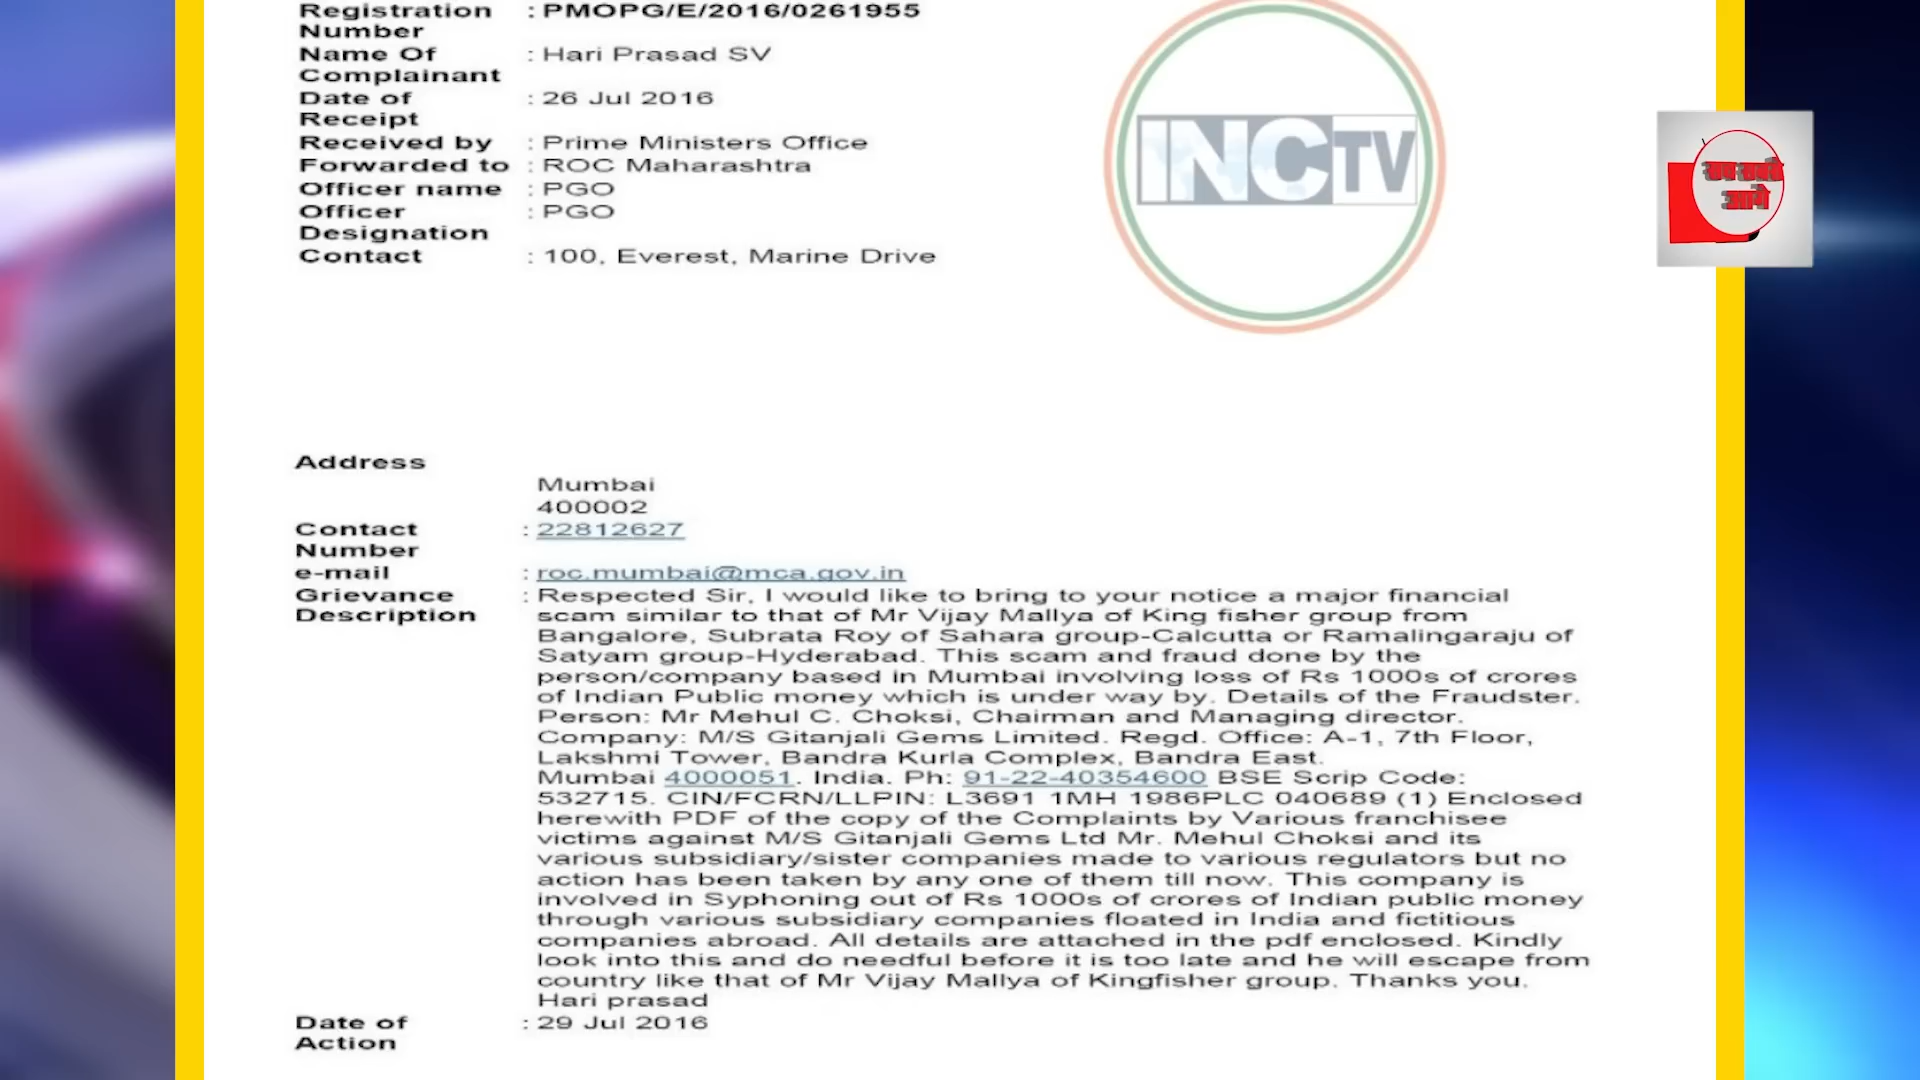 Registration : PMOPG/E/2016/0261955
Number
Name Of : Hari Prasad SV
Complainant
Date of : 26 Jul 2016
Receipt
Received by : Prime Ministers Office
Forwarded to : ROC Maharashtra
Officer name : PGO
Officer : PGO
Designation
Contact : 100, Everest, Marine Drive
INCTV
सच सबसे
आगे
Address
Mumbai
400002
Contact : 22812627
Number
e-mail : roc.mumbai@mca.gov.in
Grievance : Respected Sir, I would like to bring to your notice a major financial
Description scam similar to that of Mr Vijay Mallya of King fisher group from
Bangalore, Subrata Roy of Sahara group-Calcutta or Ramalingaraju of
Satyam group-Hyderabad. This scam and fraud done by the
person/company based in Mumbai involving loss of Rs 1000s of crores
of Indian Public money which is under way by. Details of the Fraudster.
Person: Mr Mehul C. Choksi, Chairman and Managing director.
Company: M/S Gitanjali Gems Limited. Regd. Office: A-1, 7th Floor,
Lakshmi Tower, Bandra Kurla Complex, Bandra East.
Mumbai 4000051. India. Ph: 91-22-40354600 BSE Scrip Code:
532715. CIN/FCRN/LLPIN: L3691 1MH 1986PLC 040689 (1) Enclosed
herewith PDF of the copy of the Complaints by Various franchisee
victims against M/S Gitanjali Gems Ltd Mr. Mehul Choksi and its
various subsidiary/sister companies made to various regulators but no
action has been taken by any one of them till now. This company is
involved in Syphoning out of Rs 1000s of crores of Indian public money
through various subsidiary companies floated in India and fictitious
companies abroad. All details are attached in the pdf enclosed. Kindly
look into this and do needful before it is too late and he will escape from
country like that of Mr Vijay Mallya of Kingfisher group. Thanks you.
Hari prasad
Date of : 29 Jul 2016
Action